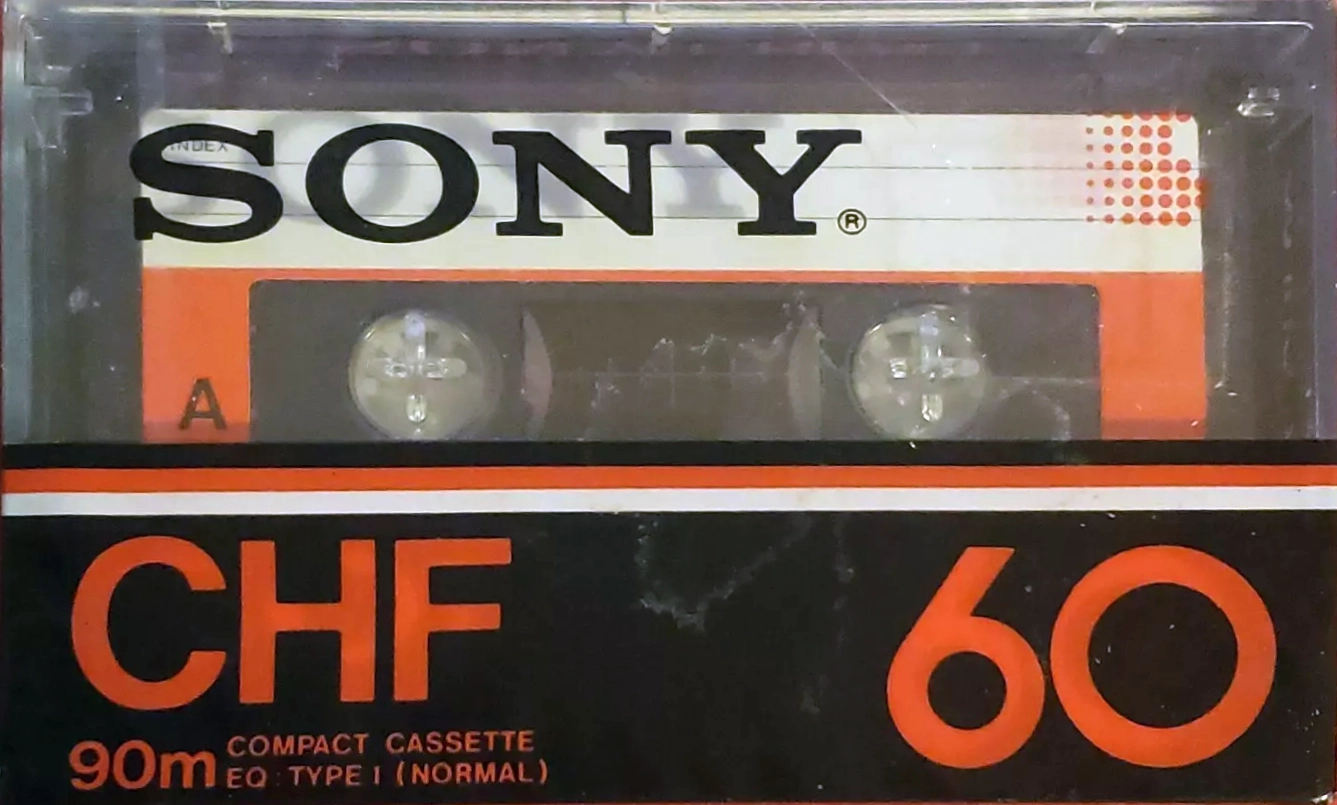 INDEX
SONY®
A
CHF 60
90m COMPACT CASSETTE
EQ : TYPE I (NORMAL)